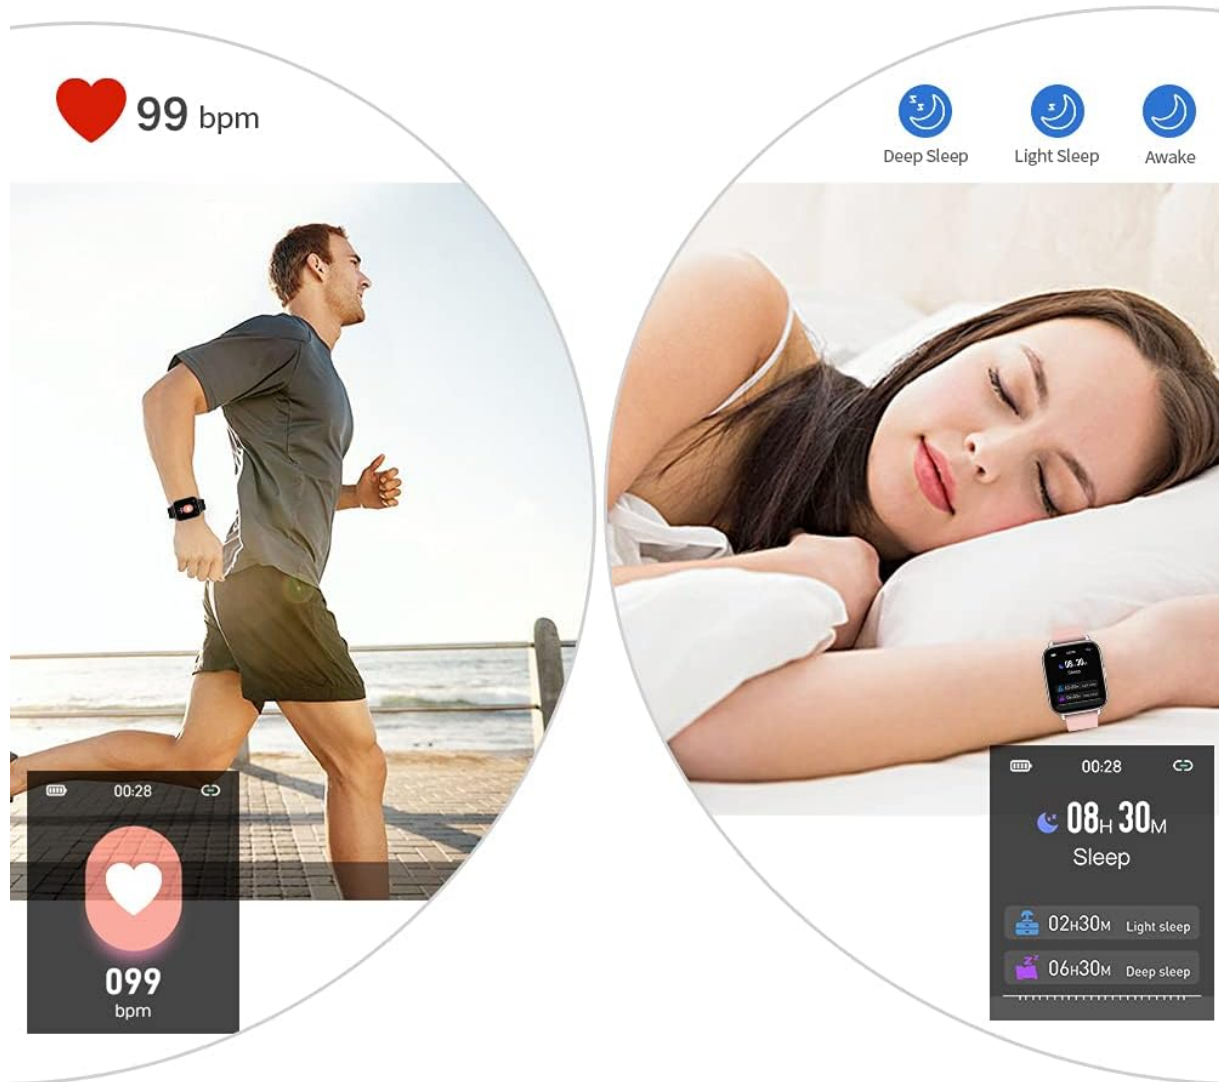 99 bpm
Deep Sleep
Light Sleep
Awake
00:28
099
bpm
00:28
08H 30M
Sleep
02H30M Light sleep
06H30M Deep sleep